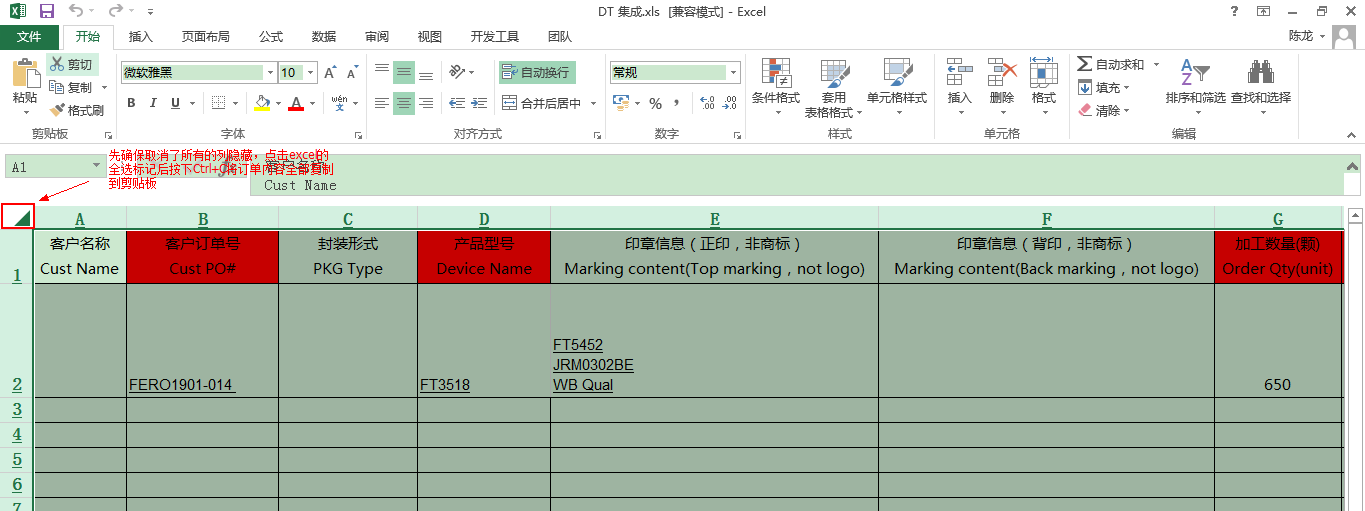 DT 集成.xls [兼容模式] - Excel
文件 开始 插入 页面布局 公式 数据 审阅 视图 开发工具 团队 陈龙
粘贴
剪切
复制
格式刷
剪贴板
微软雅黑 10
B I U
wén
字体
自动换行
合并后居中
对齐方式
常规
数字
条件格式
套用
表格格式
单元格样式
样式
插入
删除
格式
单元格
自动求和
填充
清除
排序和筛选
查找和选择
编辑
A1
先确保取消了所有的列隐藏，点击excel的
全选标记后按下Ctrl+C将订单内容全部复制
到剪贴板
Cust Name
A B C D E F G
1
客户名称
Cust Name
客户订单号
Cust PO#
封装形式
PKG Type
产品型号
Device Name
印章信息（正印，非商标）
Marking content(Top marking，not logo)
印章信息（背印，非商标）
Marking content(Back marking，not logo)
加工数量(颗)
Order Qty(unit)
2
FERO1901-014
FT3518
FT5452
JRM0302BE
WB Qual
650
3
4
5
6
7